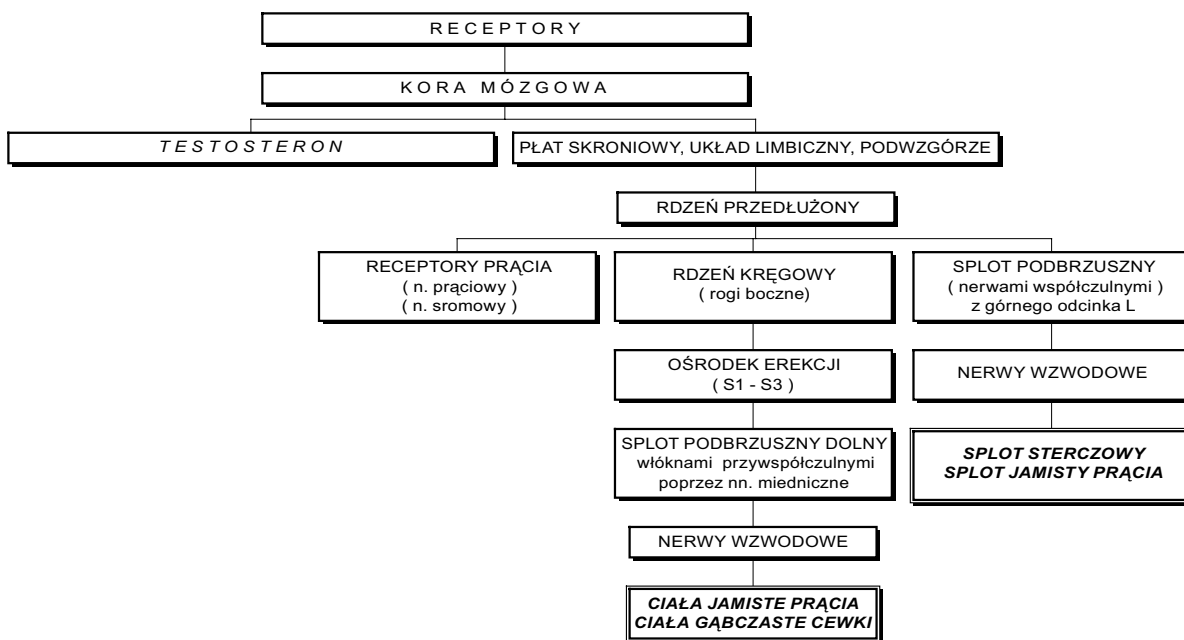 RECEPTORY
KORA MÓZGOWA
TESTOSTERON
PŁAT SKRONIOWY, UKŁAD LIMBICZNY, PODWZGÓRZE
RDZEŃ PRZEDŁUŻONY
RECEPTORY PRĄCIA
( n. prąciowy )
( n. sromowy )
RDZEŃ KRĘGOWY
( rogi boczne)
SPLOT PODBRZUSZNY
( nerwami współczulnymi )
z górnego odcinka L
OŚRODEK EREKCJI
( S1 - S3 )
NERWY WZWODOWE
SPLOT PODBRZUSZNY DOLNY
włóknami przywspółczulnymi
poprzez nn. miedniczne
SPLOT STERCZOWY
SPLOT JAMISTY PRĄCIA
NERWY WZWODOWE
CIAŁA JAMISTE PRĄCIA
CIAŁA GĄBCZASTE CEWKI